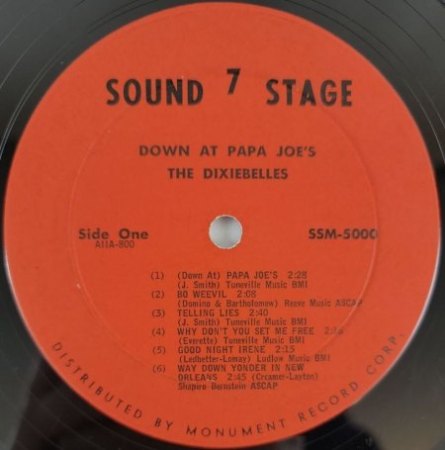 SOUND 7 STAGE
DOWN AT PAPA JOE'S
THE DIXIEBELLES
Side One SSM-5000
A11A-800
(1) (Down At) PAPA JOE'S 2:28
(J. Smith) Tuneville Music BMI
(2) BO WEEVIL 2:08
(Domino & Bartholomew) Reeve Music ASCAP
(3) TELLING LIES 2:40
(J. Smith) Tuneville Music BMI
(4) WHY DON'T YOU SET ME FREE
(Everette) Tuneville Music BMI
(5) GOOD NIGHT IRENE 2:15
(Ledbetter-Lomay) Ludlow Music BMI
(6) WAY DOWN YONDER IN NEW
ORLEANS 2:45 (Creamer-Layton)
Shapiro Bernstein ASCAP
DISTRIBUTED BY MONUMENT RECORD CORP.